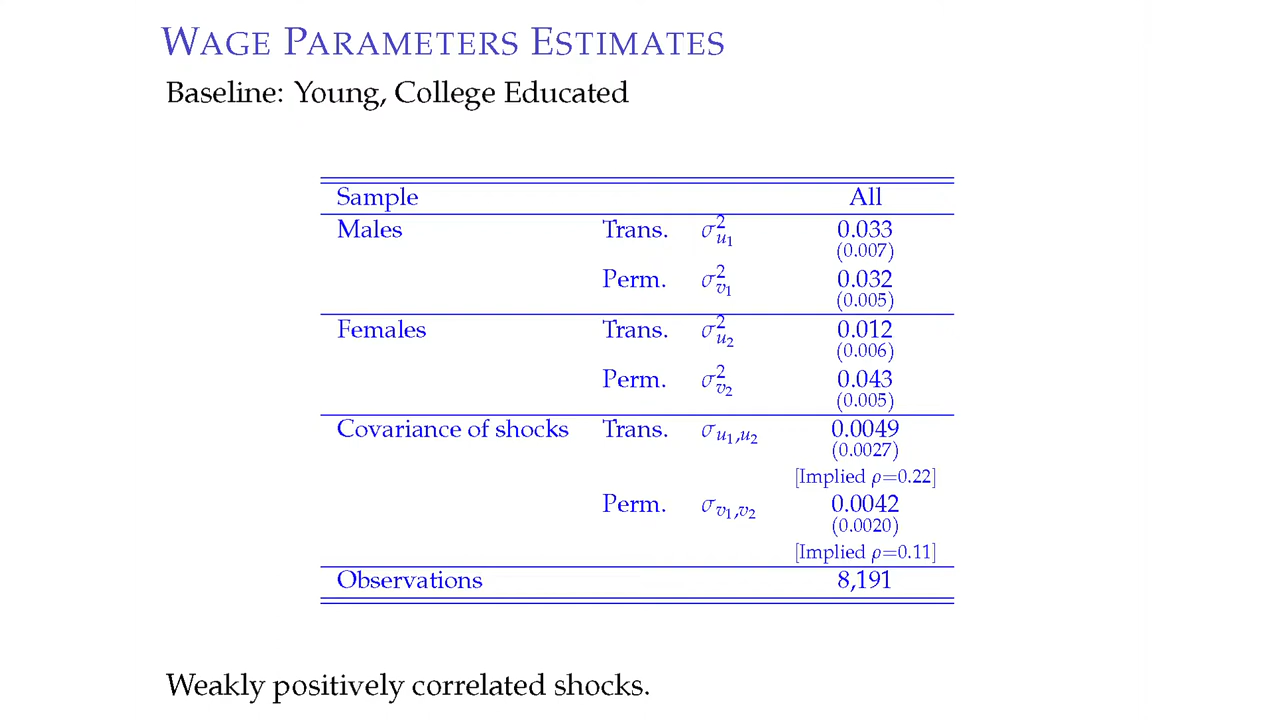 WAGE PARAMETERS ESTIMATES
Baseline: Young, College Educated
Sample All
Males Trans. σ²u₁ 0.033
(0.007)
Perm. σ²v₁ 0.032
(0.005)
Females Trans. σ²u₂ 0.012
(0.006)
Perm. σ²v₂ 0.043
(0.005)
Covariance of shocks Trans. σu₁,u₂ 0.0049
(0.0027)
[Implied ρ=0.22]
Perm. σv₁,v₂ 0.0042
(0.0020)
[Implied ρ=0.11]
Observations 8,191
Weakly positively correlated shocks.